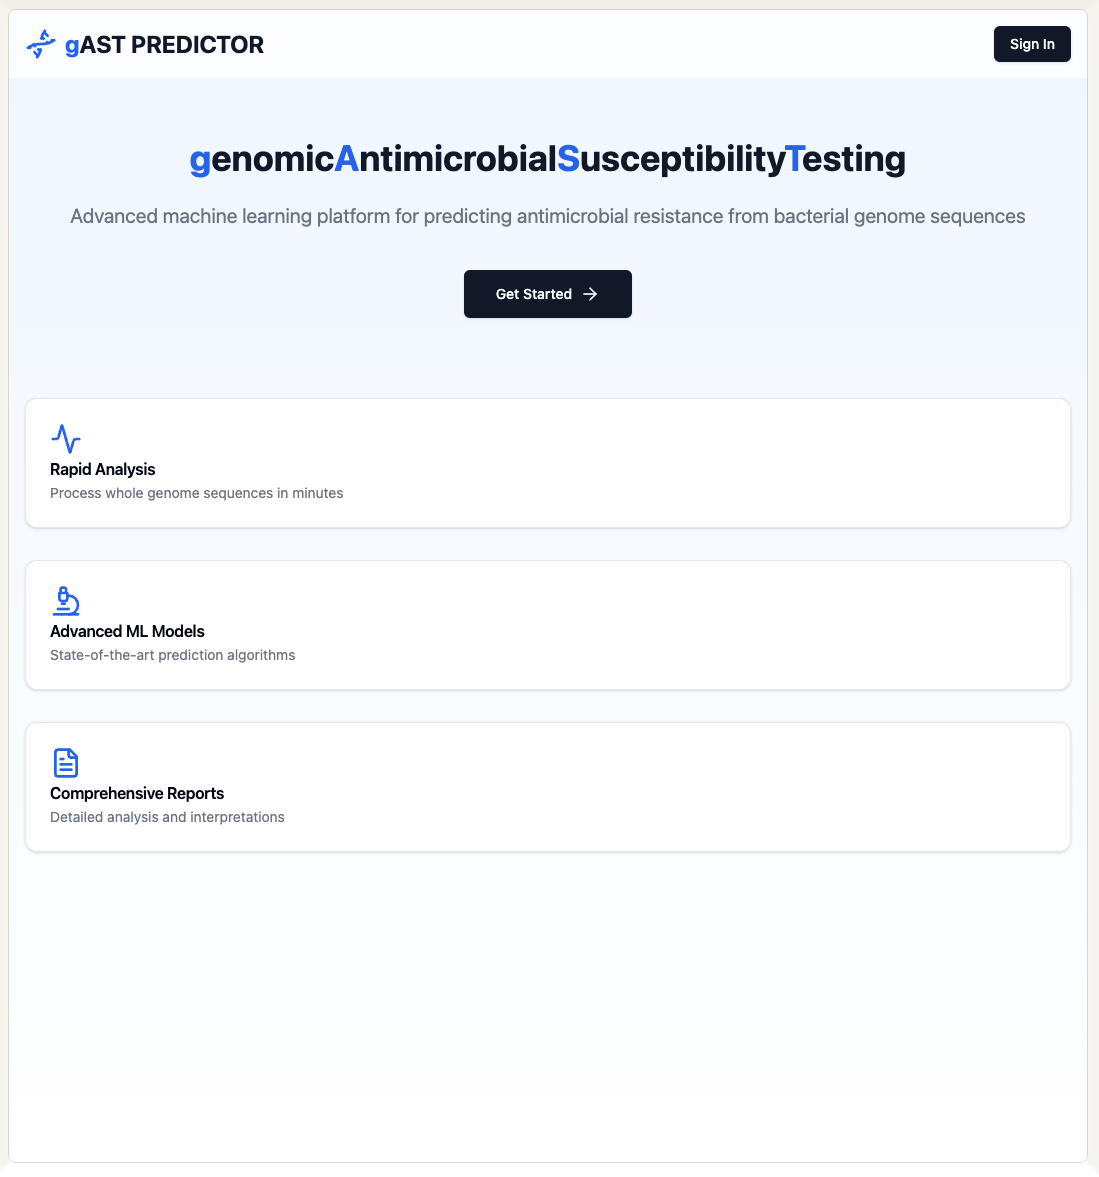 gAST PREDICTOR
Sign In
genomicAntimicrobialSusceptibilityTesting
Advanced machine learning platform for predicting antimicrobial resistance from bacterial genome sequences
Get Started
Rapid Analysis
Process whole genome sequences in minutes
Advanced ML Models
State-of-the-art prediction algorithms
Comprehensive Reports
Detailed analysis and interpretations